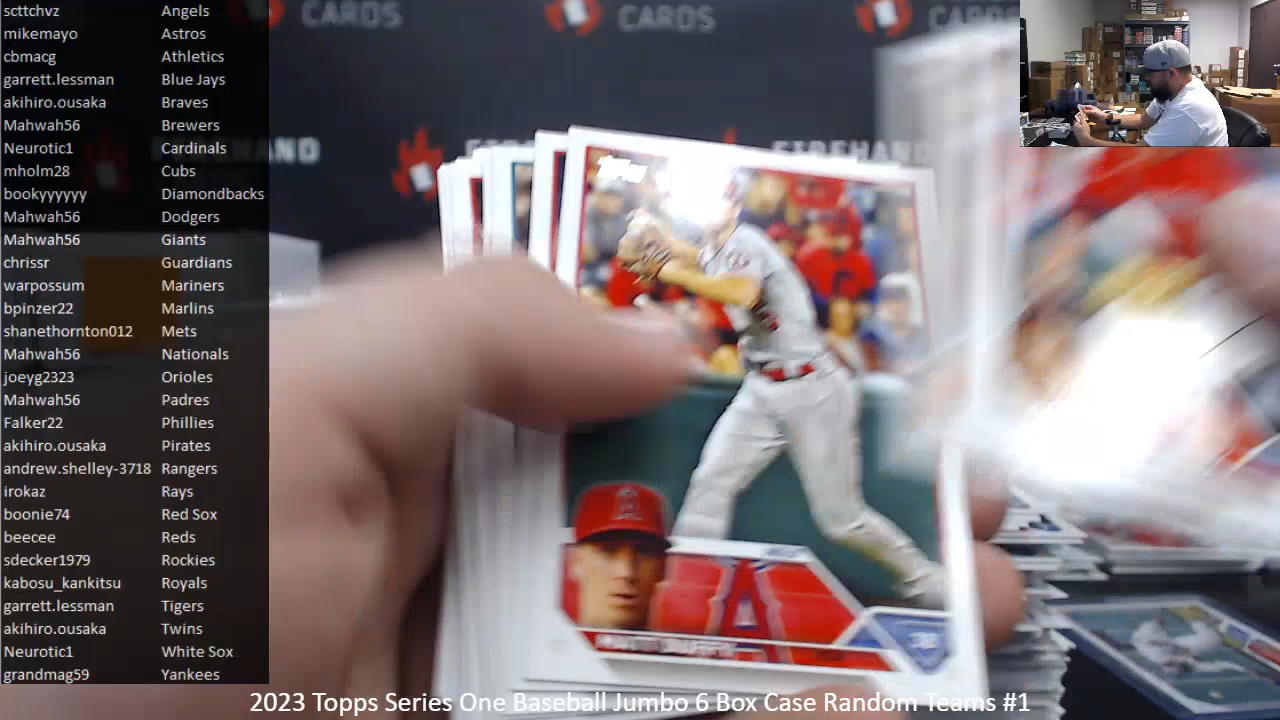 scttchvz Angels
mikemayo Astros
cbmacg Athletics
garrett.lessman Blue Jays
akihiro.ousaka Braves
Mahwah56 Brewers
Neurotic1 Cardinals
mholm28 Cubs
bookyyyyyy Diamondbacks
Mahwah56 Dodgers
Mahwah56 Giants
chrissr Guardians
warpossum Mariners
bpinzer22 Marlins
shanethornton012 Mets
Mahwah56 Nationals
joeyg2323 Orioles
Mahwah56 Padres
Falker22 Phillies
akihiro.ousaka Pirates
andrew.shelley-3718 Rangers
irokaz Rays
boonie74 Red Sox
beecee Reds
sdecker1979 Rockies
kabosu_kankitsu Royals
garrett.lessman Tigers
akihiro.ousaka Twins
Neurotic1 White Sox
grandmag59 Yankees
CARDS CARDS CARDS
FIREHAND
Topps
A
DUFFY
2023 Topps Series One Baseball Jumbo 6 Box Case Random Teams #1